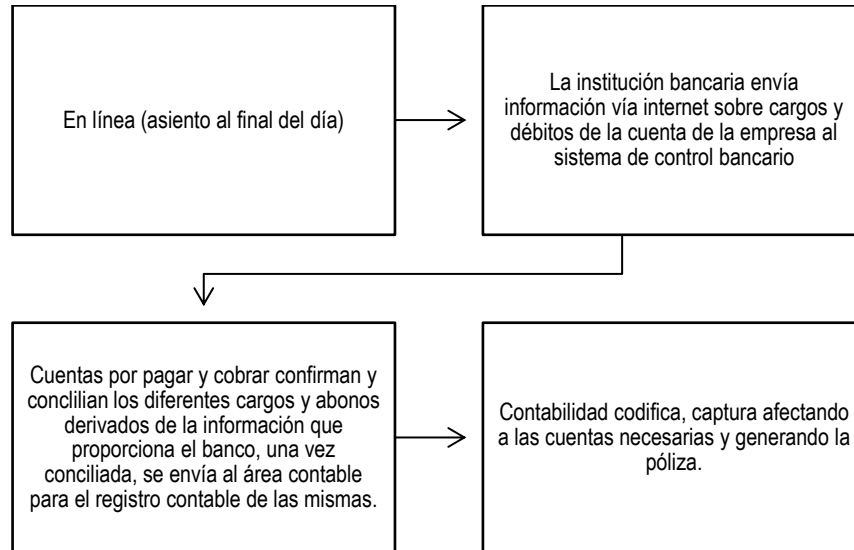 En línea (asiento al final del día)
La institución bancaria envía
información vía internet sobre cargos y
débitos de la cuenta de la empresa al
sistema de control bancario
Cuentas por pagar y cobrar confirman y
conclilian los diferentes cargos y abonos
derivados de la información que
proporciona el banco, una vez
conciliada, se envía al área contable
para el registro contable de las mismas.
Contabilidad codifica, captura afectando
a las cuentas necesarias y generando la
póliza.